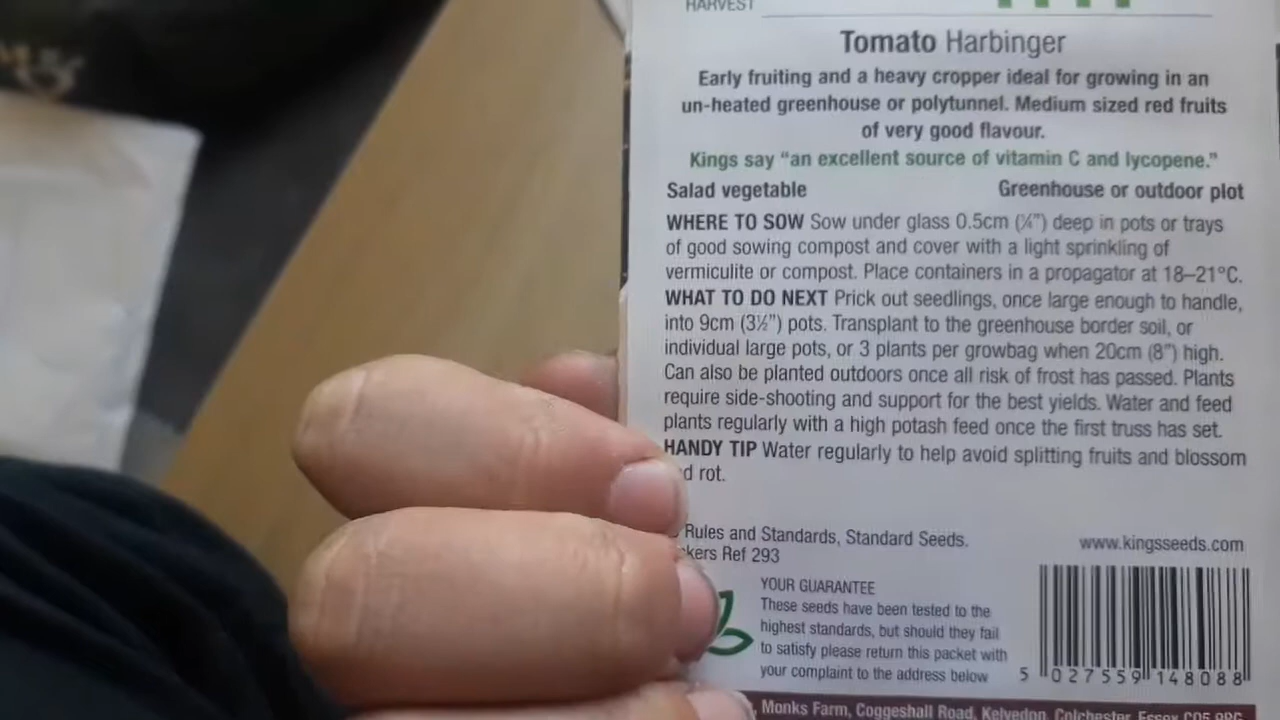 HARVEST
Tomato Harbinger
Early fruiting and a heavy cropper ideal for growing in an
un-heated greenhouse or polytunnel. Medium sized red fruits
of very good flavour.
Kings say “an excellent source of vitamin C and lycopene.”
Salad vegetable Greenhouse or outdoor plot
WHERE TO SOW Sow under glass 0.5cm (¼”) deep in pots or trays
of good sowing compost and cover with a light sprinkling of
vermiculite or compost. Place containers in a propagator at 18–21°C.
WHAT TO DO NEXT Prick out seedlings, once large enough to handle,
into 9cm (3½”) pots. Transplant to the greenhouse border soil, or
individual large pots, or 3 plants per growbag when 20cm (8”) high.
Can also be planted outdoors once all risk of frost has passed. Plants
require side-shooting and support for the best yields. Water and feed
plants regularly with a high potash feed once the first truss has set.
HANDY TIP Water regularly to help avoid splitting fruits and blossom
d rot.
Rules and Standards, Standard Seeds.
kers Ref 293
www.kingsseeds.com
YOUR GUARANTEE
These seeds have been tested to the
highest standards, but should they fail
to satisfy please return this packet with
your complaint to the address below
5 027559 148088
Monks Farm, Coggeshall Road, Kelvedon, Colchester, Essex